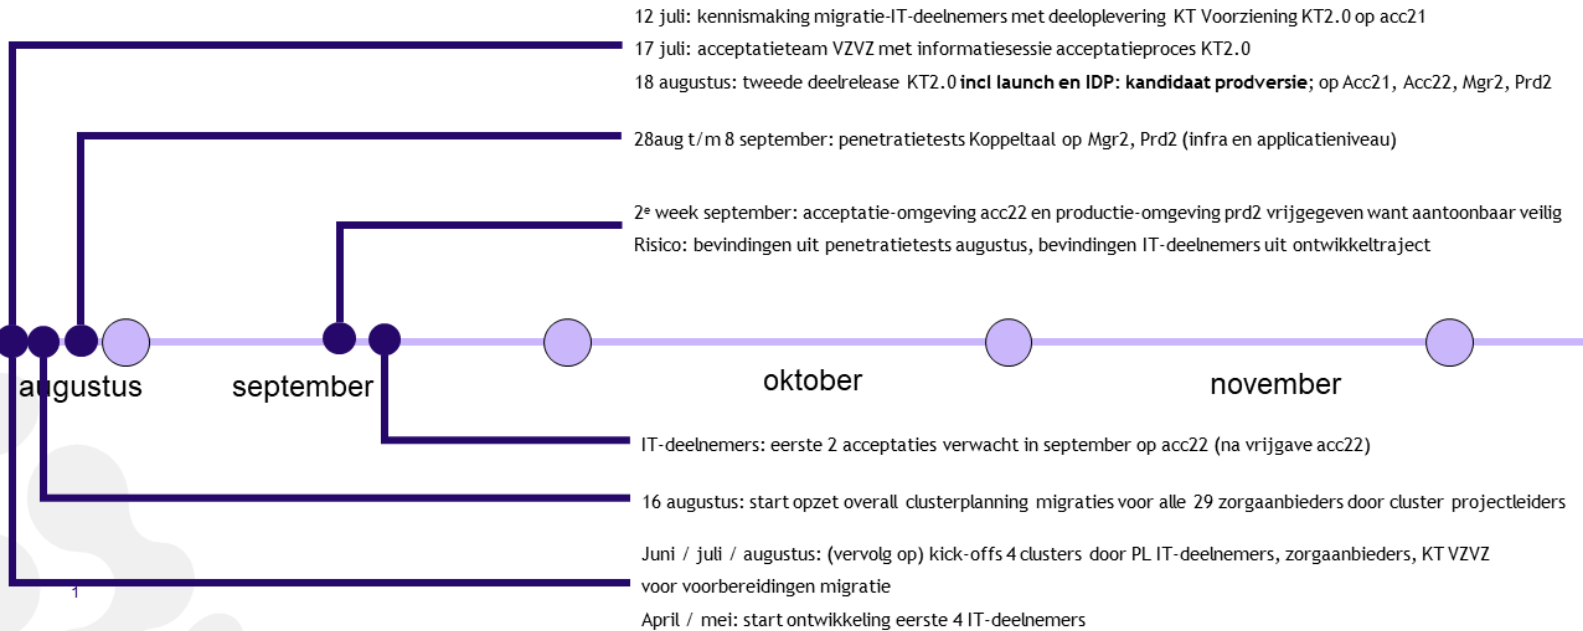 12 juli: kennismaking migratie-IT-deelnemers met deeloplevering KT Voorziening KT2.0 op acc21
17 juli: acceptatieteam VZVZ met informatiesessie acceptatieproces KT2.0
18 augustus: tweede deelrelease KT2.0 incl launch en IDP: kandidaat prodversie; op Acc21, Acc22, Mgr2, Prd2
28aug t/m 8 september: penetratietests Koppeltaal op Mgr2, Prd2 (infra en applicatieniveau)
2e week september: acceptatie-omgeving acc22 en productie-omgeving prd2 vrijgegeven want aantoonbaar veilig
Risico: bevindingen uit penetratietests augustus, bevindingen IT-deelnemers uit ontwikkeltraject
augustus
september
oktober
november
IT-deelnemers: eerste 2 acceptaties verwacht in september op acc22 (na vrijgave acc22)
16 augustus: start opzet overall clusterplanning migraties voor alle 29 zorgaanbieders door cluster projectleiders
Juni / juli / augustus: (vervolg op) kick-offs 4 clusters door PL IT-deelnemers, zorgaanbieders, KT VZVZ
voor voorbereidingen migratie
1
April / mei: start ontwikkeling eerste 4 IT-deelnemers